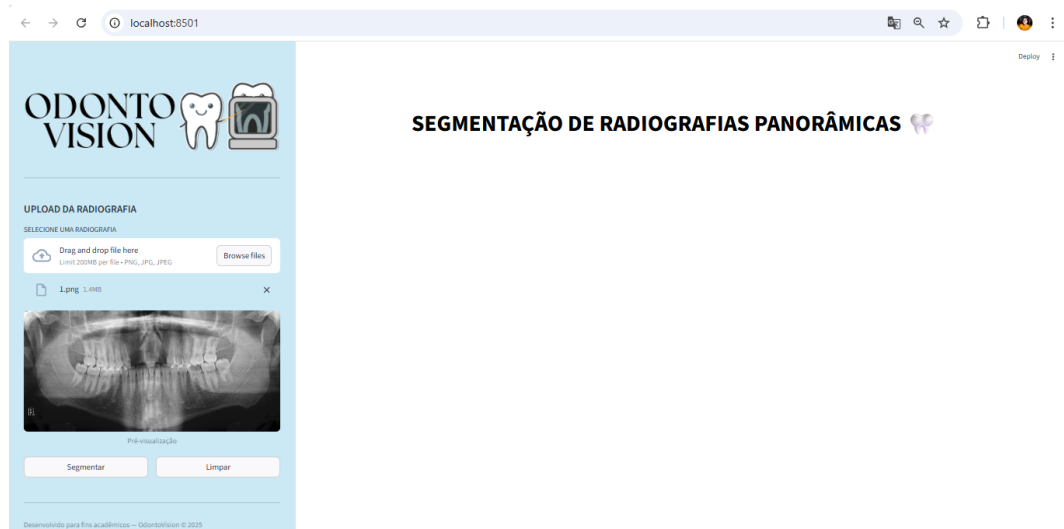 localhost:8501
Deploy
ODONTO
VISION
SEGMENTAÇÃO DE RADIOGRAFIAS PANORÂMICAS
UPLOAD DA RADIOGRAFIA
SELECIONE UMA RADIOGRAFIA
Drag and drop file here
Limit 200MB per file • PNG, JPG, JPEG
Browse files
1.png 1.4MB
Pré-visualização
Segmentar
Limpar
Desenvolvido para fins acadêmicos — OdontoVision © 2025